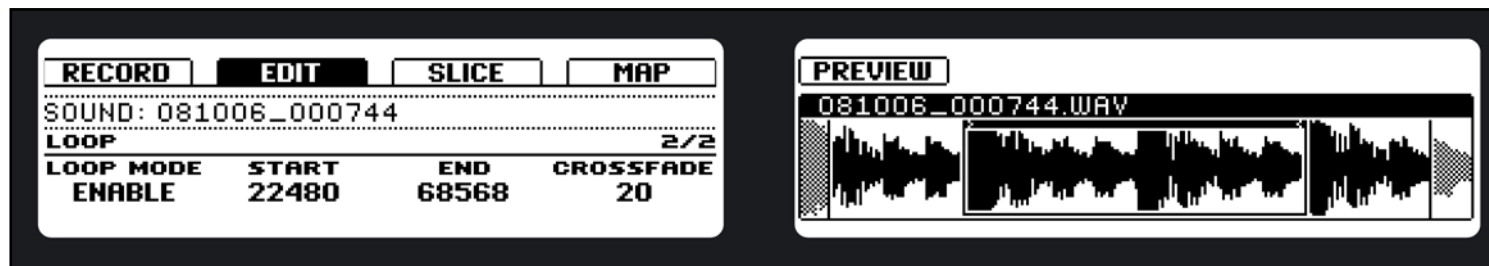 RECORD EDIT SLICE MAP
SOUND: 081006_000744
LOOP 2/2
LOOP MODE START END CROSSFADE
ENABLE 22480 68568 20
PREVIEW
081006_000744.WAV